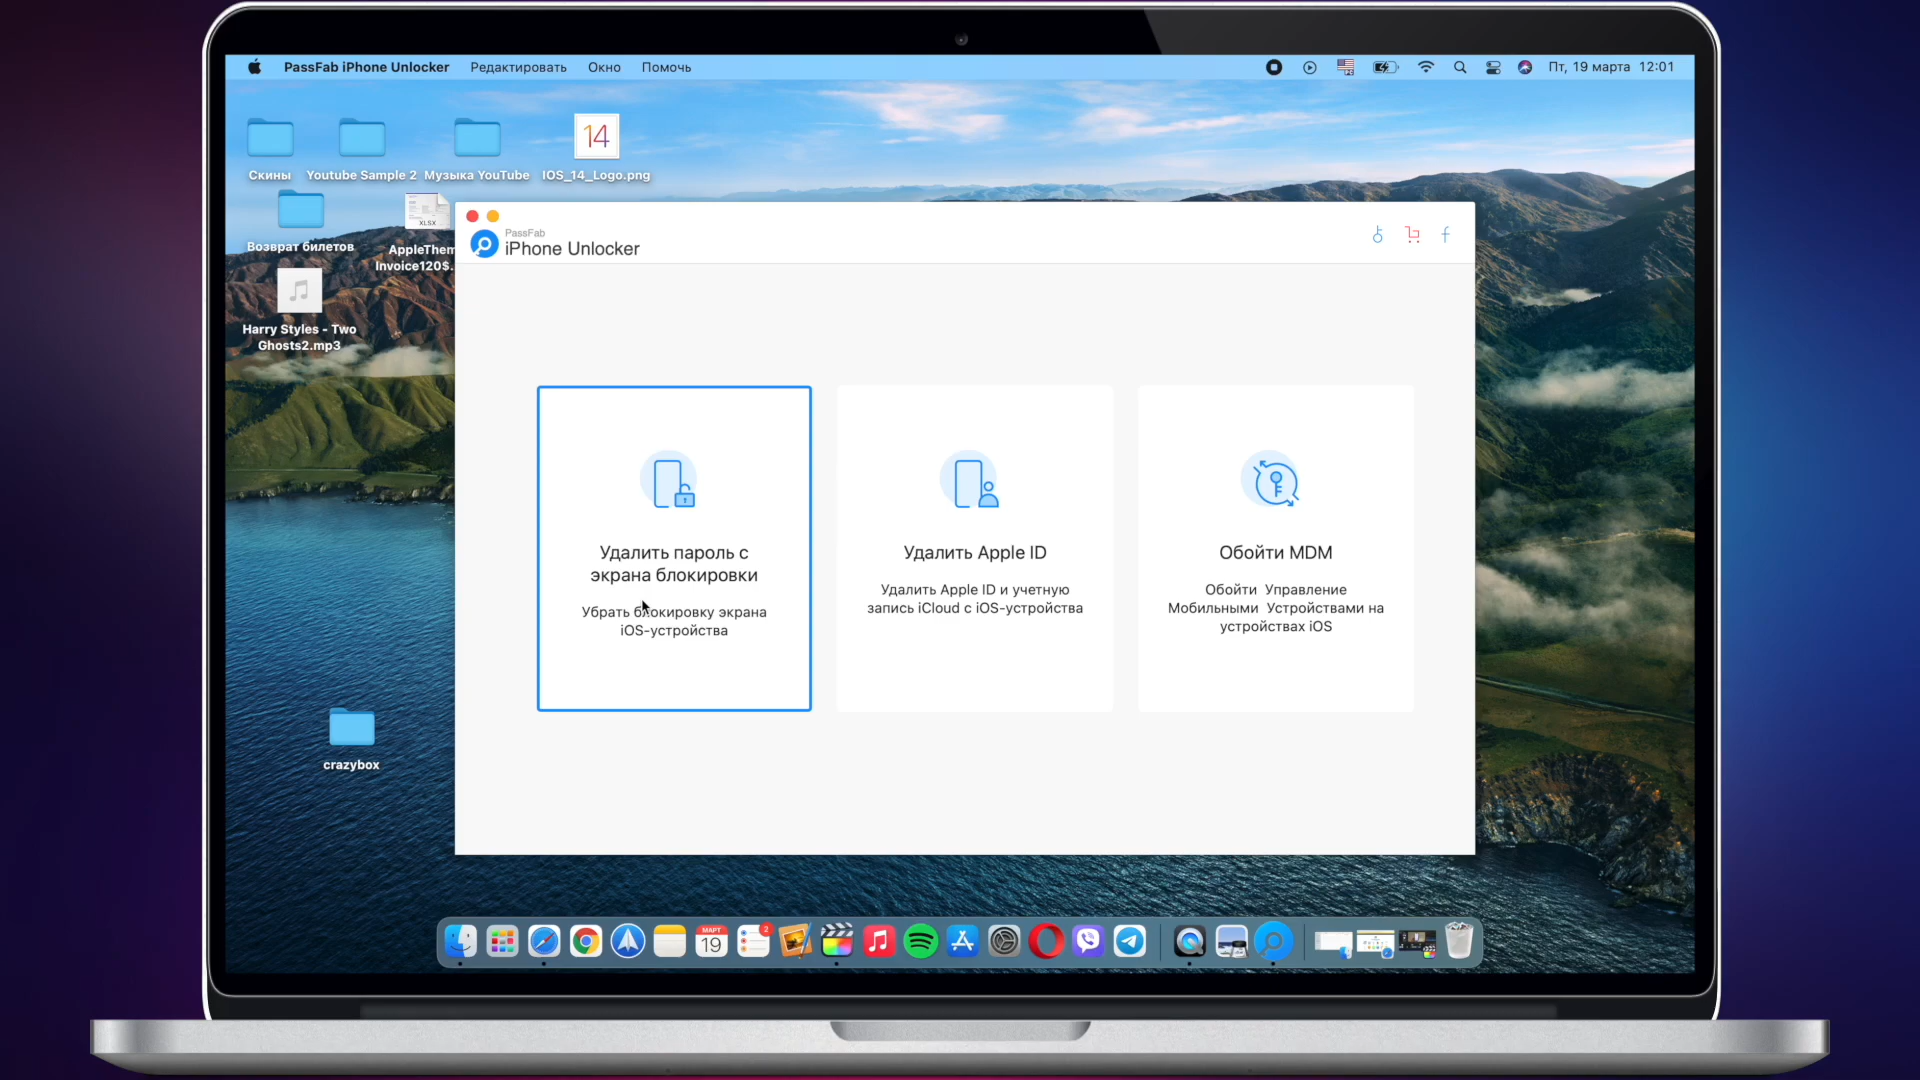 PassFab iPhone Unlocker Редактировать Окно Помочь Пт, 19 марта 12:01
14
Скины Youtube Sample 2 Музыка YouTube IOS_14_Logo.png
XLSX
Возврат билетов
AppleThem
Invoice120$.
Harry Styles - Two
Ghosts2.mp3
crazybox
PassFab
iPhone Unlocker
Удалить пароль с
экрана блокировки
Убрать блокировку экрана
iOS-устройства
Удалить Apple ID
Удалить Apple ID и учетную
запись iCloud с iOS-устройства
Обойти MDM
Обойти Управление
Мобильными Устройствами на
устройствах iOS
МАРТ
19
2